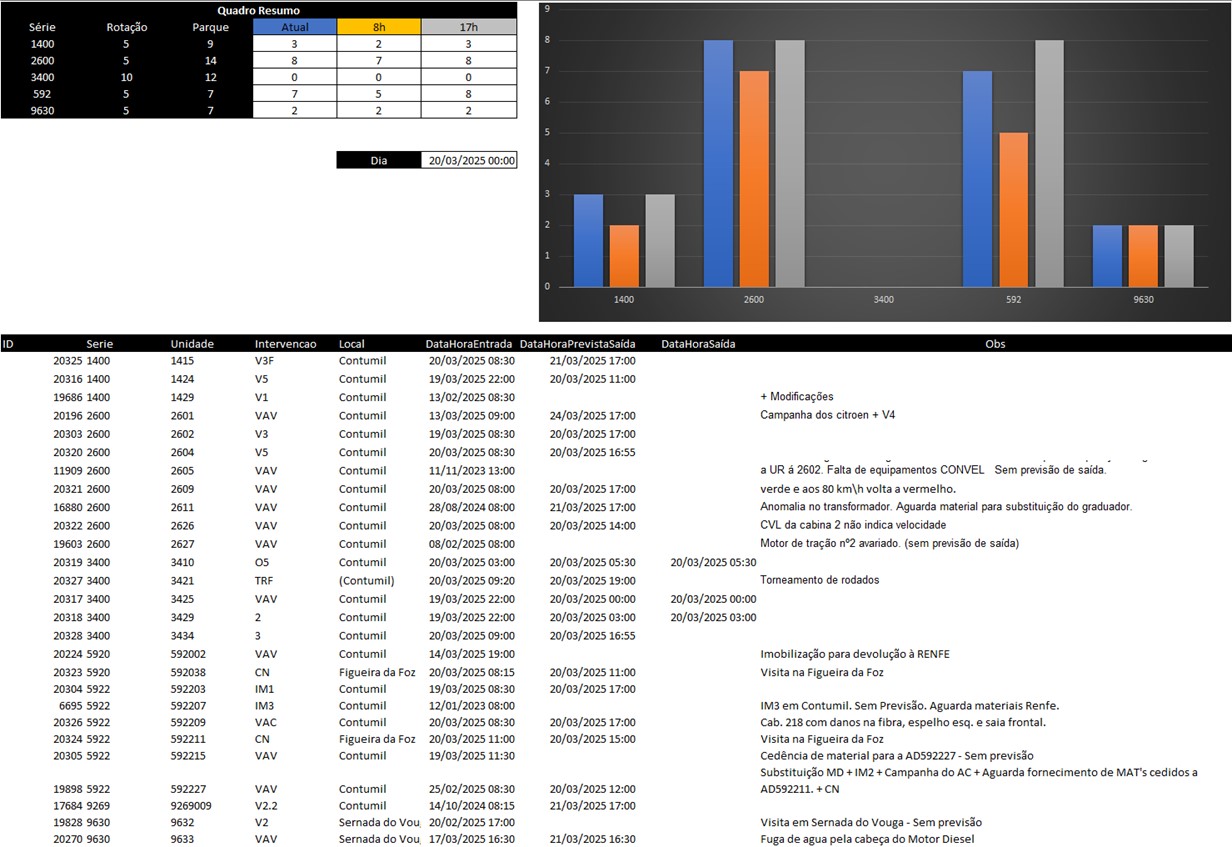 Quadro Resumo
Série Rotação Parque Atual 8h 17h
1400 5 9 3 2 3
2600 5 14 8 7 8
3400 10 12 0 0 0
592 5 7 7 5 8
9630 5 7 2 2 2
Dia 20/03/2025 00:00
9
8
7
6
5
4
3
2
1
0
1400 2600 3400 592 9630
ID Serie Unidade Intervencao Local DataHoraEntrada DataHoraPrevistaSaída DataHoraSaída Obs
20325 1400 1415 V3F Contumil 20/03/2025 08:30 21/03/2025 17:00
20316 1400 1424 V5 Contumil 19/03/2025 22:00 20/03/2025 11:00
19686 1400 1429 V1 Contumil 13/02/2025 08:30 + Modificações
20196 2600 2601 VAV Contumil 13/03/2025 09:00 24/03/2025 17:00 Campanha dos citroen + V4
20303 2600 2602 V3 Contumil 19/03/2025 08:30 20/03/2025 17:00
20320 2600 2604 V5 Contumil 20/03/2025 08:30 20/03/2025 16:55
11909 2600 2605 VAV Contumil 11/11/2023 13:00 a UR á 2602. Falta de equipamentos CONVEL Sem previsão de saída.
20321 2600 2609 VAV Contumil 20/03/2025 08:00 20/03/2025 17:00 verde e aos 80 km\h volta a vermelho.
16880 2600 2611 VAV Contumil 28/08/2024 08:00 21/03/2025 17:00 Anomalia no transformador. Aguarda material para substituição do graduador.
20322 2600 2626 VAV Contumil 20/03/2025 08:00 20/03/2025 14:00 CVL da cabina 2 não indica velocidade
19603 2600 2627 VAV Contumil 08/02/2025 08:00 Motor de tração nº2 avariado. (sem previsão de saída)
20319 3400 3410 O5 Contumil 20/03/2025 03:00 20/03/2025 05:30 20/03/2025 05:30
20327 3400 3421 TRF (Contumil) 20/03/2025 09:20 20/03/2025 19:00 Torneamento de rodados
20317 3400 3425 VAV Contumil 19/03/2025 22:00 20/03/2025 00:00 20/03/2025 00:00
20318 3400 3429 2 Contumil 19/03/2025 22:00 20/03/2025 03:00 20/03/2025 03:00
20328 3400 3434 3 Contumil 20/03/2025 09:00 20/03/2025 16:55
20224 5920 592002 VAV Contumil 14/03/2025 19:00 Imobilização para devolução à RENFE
20323 5920 592038 CN Figueira da Foz 20/03/2025 08:15 20/03/2025 11:00 Visita na Figueira da Foz
20304 5922 592203 IM1 Contumil 19/03/2025 08:30 20/03/2025 17:00
6695 5922 592207 IM3 Contumil 12/01/2023 08:00 IM3 em Contumil. Sem Previsão. Aguarda materiais Renfe.
20326 5922 592209 VAC Contumil 20/03/2025 08:30 20/03/2025 17:00 Cab. 218 com danos na fibra, espelho esq. e saia frontal.
20324 5922 592211 CN Figueira da Foz 20/03/2025 11:00 20/03/2025 15:00 Visita na Figueira da Foz
20305 5922 592215 VAV Contumil 19/03/2025 11:30 Cedência de material para a AD592227 - Sem previsão
Substituição MD + IM2 + Campanha do AC + Aguarda fornecimento de MAT's cedidos a
19898 5922 592227 VAV Contumil 25/02/2025 08:30 20/03/2025 12:00 AD592211. + CN
17684 9269 9269009 V2.2 Contumil 14/10/2024 08:15 21/03/2025 17:00
19828 9630 9632 V2 Sernada do Voug 20/02/2025 17:00 Visita em Sernada do Vouga - Sem previsão
20270 9630 9633 VAV Sernada do Voug 17/03/2025 16:30 21/03/2025 16:30 Fuga de agua pela cabeça do Motor Diesel